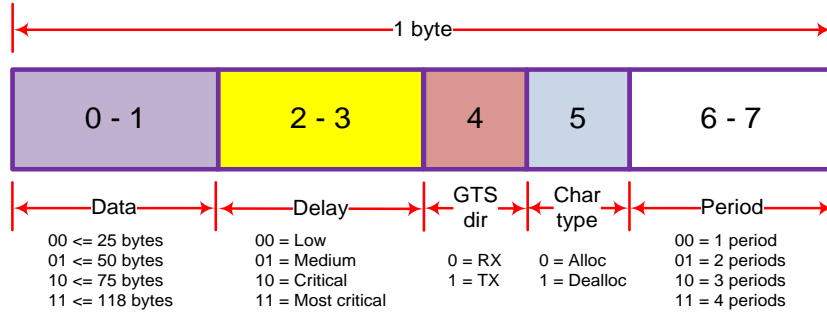 1 byte
0 - 1
2 - 3
4
5
6 - 7
Data
Delay
GTS
dir
Char
type
Period
00 <= 25 bytes
01 <= 50 bytes
10 <= 75 bytes
11 <= 118 bytes
00 = Low
01 = Medium
10 = Critical
11 = Most critical
0 = RX
1 = TX
0 = Alloc
1 = Dealloc
00 = 1 period
01 = 2 periods
10 = 3 periods
11 = 4 periods